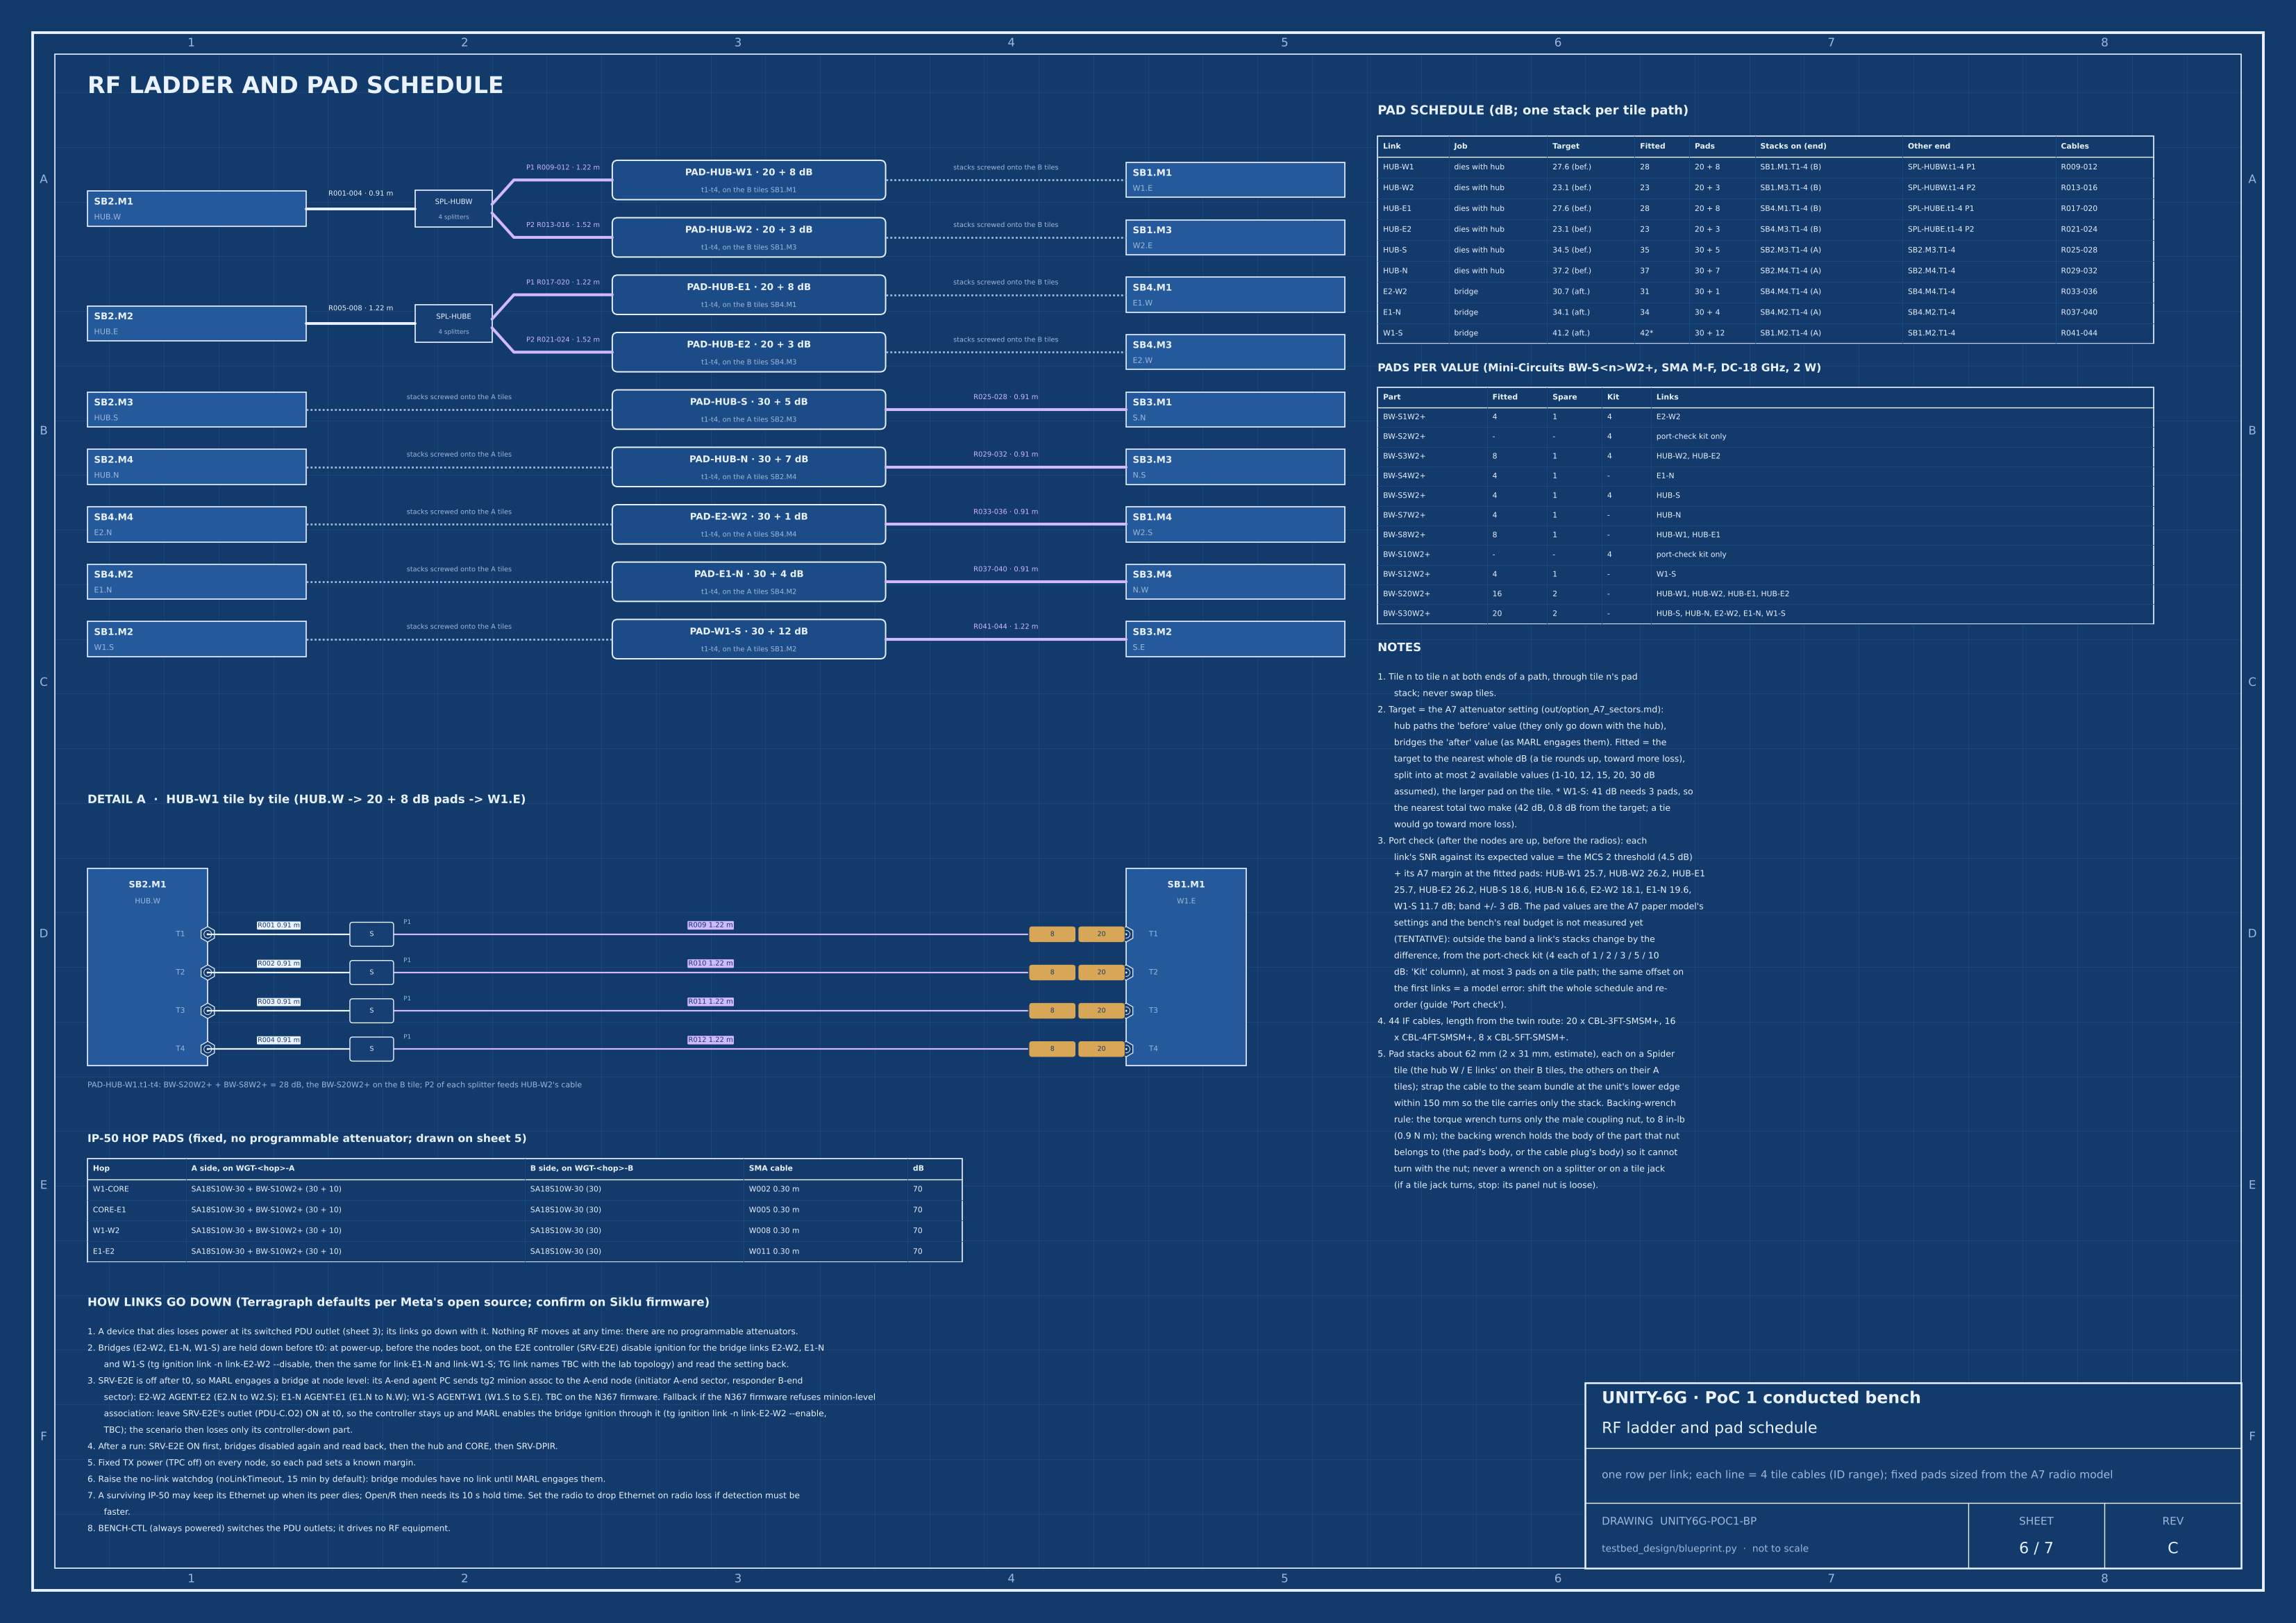 1 2 3 4 5 6 7 8
RF LADDER AND PAD SCHEDULE
A
B
C
D
E
F
SB2.M1
HUB.W
R001-004 · 0.91 m
SPL-HUBW
4 splitters
P1 R009-012 · 1.22 m
PAD-HUB-W1 · 20 + 8 dB
t1-t4, on the B tiles SB1.M1
stacks screwed onto the B tiles
SB1.M1
W1.E
P2 R013-016 · 1.52 m
PAD-HUB-W2 · 20 + 3 dB
t1-t4, on the B tiles SB1.M3
stacks screwed onto the B tiles
SB1.M3
W2.E
SB2.M2
HUB.E
R005-008 · 1.22 m
SPL-HUBE
4 splitters
P1 R017-020 · 1.22 m
PAD-HUB-E1 · 20 + 8 dB
t1-t4, on the B tiles SB4.M1
stacks screwed onto the B tiles
SB4.M1
E1.W
P2 R021-024 · 1.52 m
PAD-HUB-E2 · 20 + 3 dB
t1-t4, on the B tiles SB4.M3
stacks screwed onto the B tiles
SB4.M3
E2.W
SB2.M3
HUB.S
stacks screwed onto the A tiles
PAD-HUB-S · 30 + 5 dB
t1-t4, on the A tiles SB2.M3
R025-028 · 0.91 m
SB3.M1
S.N
SB2.M4
HUB.N
stacks screwed onto the A tiles
PAD-HUB-N · 30 + 7 dB
t1-t4, on the A tiles SB2.M4
R029-032 · 0.91 m
SB3.M3
N.S
SB4.M4
E2.N
stacks screwed onto the A tiles
PAD-E2-W2 · 30 + 1 dB
t1-t4, on the A tiles SB4.M4
R033-036 · 0.91 m
SB1.M4
W2.S
SB4.M2
E1.N
stacks screwed onto the A tiles
PAD-E1-N · 30 + 4 dB
t1-t4, on the A tiles SB4.M2
R037-040 · 0.91 m
SB3.M4
N.W
SB1.M2
W1.S
stacks screwed onto the A tiles
PAD-W1-S · 30 + 12 dB
t1-t4, on the A tiles SB1.M2
R041-044 · 1.22 m
SB3.M2
S.E
DETAIL A · HUB-W1 tile by tile (HUB.W -> 20 + 8 dB pads -> W1.E)
SB2.M1
HUB.W
SB1.M1
W1.E
T1 R001 0.91 m S P1 R009 1.22 m 8 20 T1
T2 R002 0.91 m S P1 R010 1.22 m 8 20 T2
T3 R003 0.91 m S P1 R011 1.22 m 8 20 T3
T4 R004 0.91 m S P1 R012 1.22 m 8 20 T4
PAD-HUB-W1.t1-t4: BW-S20W2+ + BW-S8W2+ = 28 dB, the BW-S20W2+ on the B tile; P2 of each splitter feeds HUB-W2's cable
IP-50 HOP PADS (fixed, no programmable attenuator; drawn on sheet 5)
Hop A side, on WGT-<hop>-A B side, on WGT-<hop>-B SMA cable dB
W1-CORE SA18S10W-30 + BW-S10W2+ (30 + 10) SA18S10W-30 (30) W002 0.30 m 70
CORE-E1 SA18S10W-30 + BW-S10W2+ (30 + 10) SA18S10W-30 (30) W005 0.30 m 70
W1-W2 SA18S10W-30 + BW-S10W2+ (30 + 10) SA18S10W-30 (30) W008 0.30 m 70
E1-E2 SA18S10W-30 + BW-S10W2+ (30 + 10) SA18S10W-30 (30) W011 0.30 m 70
HOW LINKS GO DOWN (Terragraph defaults per Meta's open source; confirm on Siklu firmware)
1. A device that dies loses power at its switched PDU outlet (sheet 3); its links go down with it. Nothing RF moves at any time: there are no programmable attenuators.
2. Bridges (E2-W2, E1-N, W1-S) are held down before t0: at power-up, before the nodes boot, on the E2E controller (SRV-E2E) disable ignition for the bridge links E2-W2, E1-N
and W1-S (tg ignition link -n link-E2-W2 --disable, then the same for link-E1-N and link-W1-S; TG link names TBC with the lab topology) and read the setting back.
3. SRV-E2E is off after t0, so MARL engages a bridge at node level: its A-end agent PC sends tg2 minion assoc to the A-end node (initiator A-end sector, responder B-end
sector): E2-W2 AGENT-E2 (E2.N to W2.S); E1-N AGENT-E1 (E1.N to N.W); W1-S AGENT-W1 (W1.S to S.E). TBC on the N367 firmware. Fallback if the N367 firmware refuses minion-level
association: leave SRV-E2E's outlet (PDU-C.O2) ON at t0, so the controller stays up and MARL enables the bridge ignition through it (tg ignition link -n link-E2-W2 --enable,
TBC); the scenario then loses only its controller-down part.
4. After a run: SRV-E2E ON first, bridges disabled again and read back, then the hub and CORE, then SRV-DPIR.
5. Fixed TX power (TPC off) on every node, so each pad sets a known margin.
6. Raise the no-link watchdog (noLinkTimeout, 15 min by default): bridge modules have no link until MARL engages them.
7. A surviving IP-50 may keep its Ethernet up when its peer dies; Open/R then needs its 10 s hold time. Set the radio to drop Ethernet on radio loss if detection must be
faster.
8. BENCH-CTL (always powered) switches the PDU outlets; it drives no RF equipment.
PAD SCHEDULE (dB; one stack per tile path)
Link Job Target Fitted Pads Stacks on (end) Other end Cables
HUB-W1 dies with hub 27.6 (bef.) 28 20 + 8 SB1.M1.T1-4 (B) SPL-HUBW.t1-4 P1 R009-012
HUB-W2 dies with hub 23.1 (bef.) 23 20 + 3 SB1.M3.T1-4 (B) SPL-HUBW.t1-4 P2 R013-016
HUB-E1 dies with hub 27.6 (bef.) 28 20 + 8 SB4.M1.T1-4 (B) SPL-HUBE.t1-4 P1 R017-020
HUB-E2 dies with hub 23.1 (bef.) 23 20 + 3 SB4.M3.T1-4 (B) SPL-HUBE.t1-4 P2 R021-024
HUB-S dies with hub 34.5 (bef.) 35 30 + 5 SB2.M3.T1-4 (A) SB2.M3.T1-4 R025-028
HUB-N dies with hub 37.2 (bef.) 37 30 + 7 SB2.M4.T1-4 (A) SB2.M4.T1-4 R029-032
E2-W2 bridge 30.7 (aft.) 31 30 + 1 SB4.M4.T1-4 (A) SB4.M4.T1-4 R033-036
E1-N bridge 34.1 (aft.) 34 30 + 4 SB4.M2.T1-4 (A) SB4.M2.T1-4 R037-040
W1-S bridge 41.2 (aft.) 42* 30 + 12 SB1.M2.T1-4 (A) SB1.M2.T1-4 R041-044
PADS PER VALUE (Mini-Circuits BW-S<n>W2+, SMA M-F, DC-18 GHz, 2 W)
Part Fitted Spare Kit Links
BW-S1W2+ 4 1 4 E2-W2
BW-S2W2+ - - 4 port-check kit only
BW-S3W2+ 8 1 4 HUB-W2, HUB-E2
BW-S4W2+ 4 1 - E1-N
BW-S5W2+ 4 1 4 HUB-S
BW-S7W2+ 4 1 - HUB-N
BW-S8W2+ 8 1 - HUB-W1, HUB-E1
BW-S10W2+ - - 4 port-check kit only
BW-S12W2+ 4 1 - W1-S
BW-S20W2+ 16 2 - HUB-W1, HUB-W2, HUB-E1, HUB-E2
BW-S30W2+ 20 2 - HUB-S, HUB-N, E2-W2, E1-N, W1-S
NOTES
1. Tile n to tile n at both ends of a path, through tile n's pad
stack; never swap tiles.
2. Target = the A7 attenuator setting (out/option_A7_sectors.md):
hub paths the 'before' value (they only go down with the hub),
bridges the 'after' value (as MARL engages them). Fitted = the
target to the nearest whole dB (a tie rounds up, toward more loss),
split into at most 2 available values (1-10, 12, 15, 20, 30 dB
assumed), the larger pad on the tile. * W1-S: 41 dB needs 3 pads, so
the nearest total two make (42 dB, 0.8 dB from the target; a tie
would go toward more loss).
3. Port check (after the nodes are up, before the radios): each
link's SNR against its expected value = the MCS 2 threshold (4.5 dB)
+ its A7 margin at the fitted pads: HUB-W1 25.7, HUB-W2 26.2, HUB-E1
25.7, HUB-E2 26.2, HUB-S 18.6, HUB-N 16.6, E2-W2 18.1, E1-N 19.6,
W1-S 11.7 dB; band +/- 3 dB. The pad values are the A7 paper model's
settings and the bench's real budget is not measured yet
(TENTATIVE): outside the band a link's stacks change by the
difference, from the port-check kit (4 each of 1 / 2 / 3 / 5 / 10
dB: 'Kit' column), at most 3 pads on a tile path; the same offset on
the first links = a model error: shift the whole schedule and re-
order (guide 'Port check').
4. 44 IF cables, length from the twin route: 20 x CBL-3FT-SMSM+, 16
x CBL-4FT-SMSM+, 8 x CBL-5FT-SMSM+.
5. Pad stacks about 62 mm (2 x 31 mm, estimate), each on a Spider
tile (the hub W / E links' on their B tiles, the others on their A
tiles); strap the cable to the seam bundle at the unit's lower edge
within 150 mm so the tile carries only the stack. Backing-wrench
rule: the torque wrench turns only the male coupling nut, to 8 in-lb
(0.9 N m); the backing wrench holds the body of the part that nut
belongs to (the pad's body, or the cable plug's body) so it cannot
turn with the nut; never a wrench on a splitter or on a tile jack
(if a tile jack turns, stop: its panel nut is loose).
A
B
C
D
E
F
UNITY-6G · PoC 1 conducted bench
RF ladder and pad schedule
one row per link; each line = 4 tile cables (ID range); fixed pads sized from the A7 radio model
DRAWING UNITY6G-POC1-BP
testbed_design/blueprint.py · not to scale
SHEET
6 / 7
REV
C
1 2 3 4 5 6 7 8